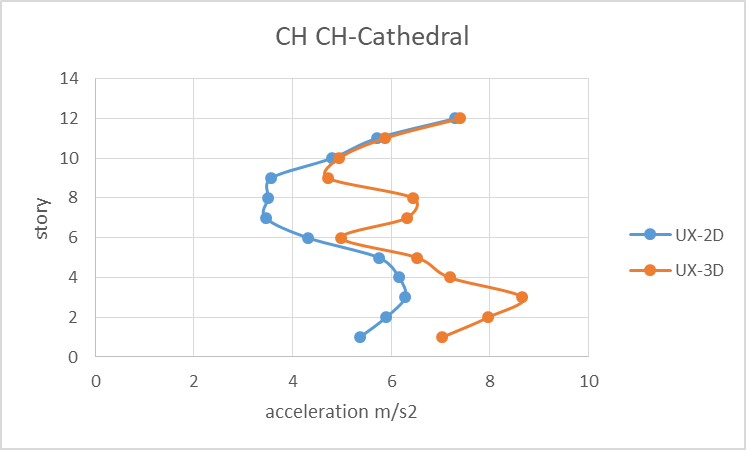 CH CH-Cathedral
14
12
10
8
6
4
2
0
story
0 2 4 6 8 10
acceleration m/s2
UX-2D
UX-3D